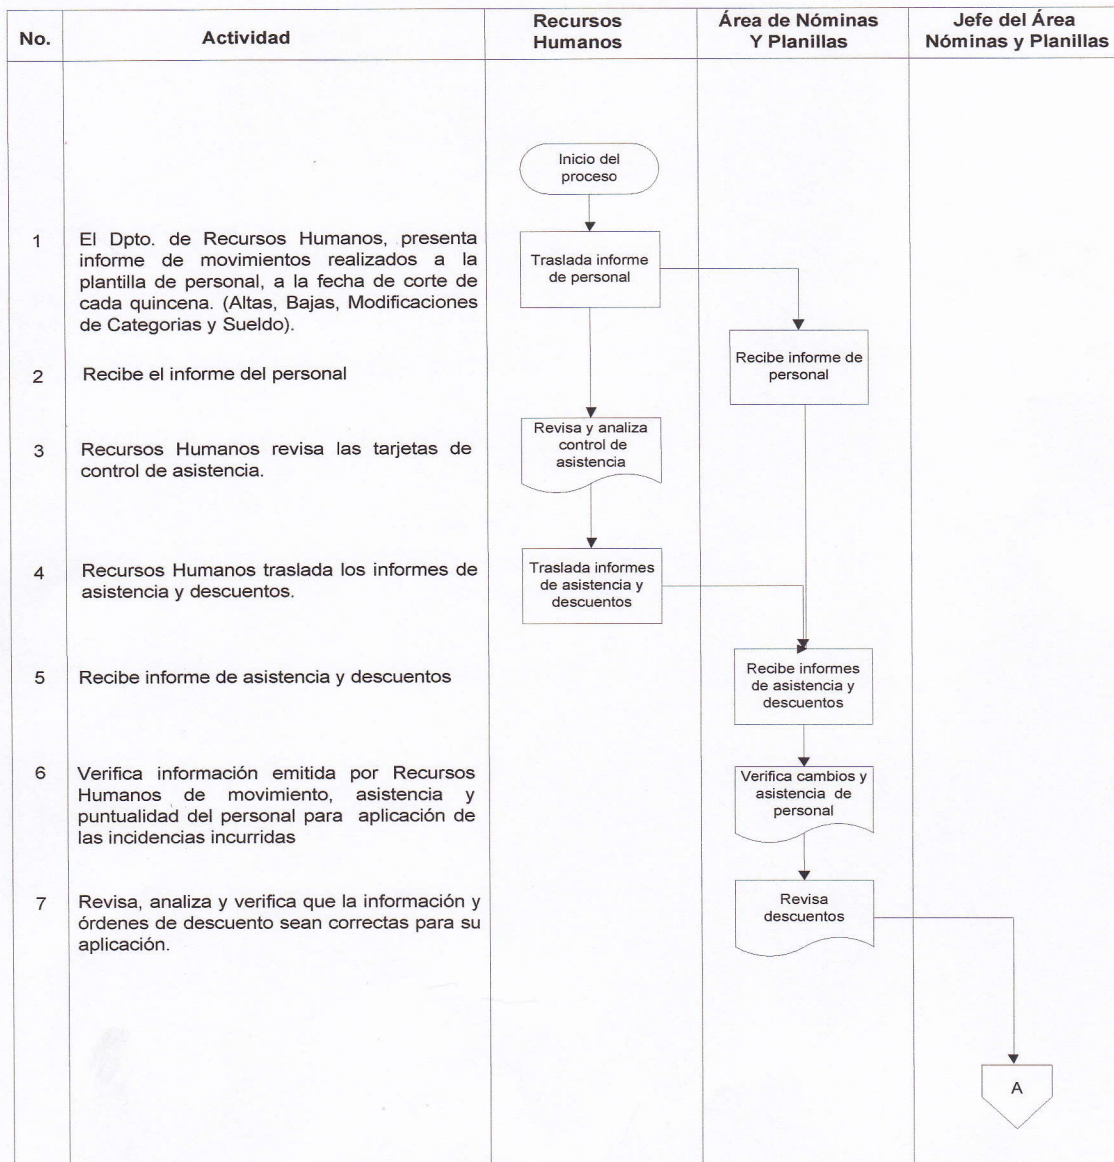 No.
Actividad
Recursos
Humanos
Área de Nóminas
Y Planillas
Jefe del Área
Nóminas y Planillas
Inicio del
proceso
1
El Dpto. de Recursos Humanos, presenta
informe de movimientos realizados a la
plantilla de personal, a la fecha de corte de
cada quincena. (Altas, Bajas, Modificaciones
de Categorias y Sueldo).
Traslada informe
de personal
2
Recibe el informe del personal
Recibe informe de
personal
3
Recursos Humanos revisa las tarjetas de
control de asistencia.
Revisa y analiza
control de
asistencia
4
Recursos Humanos traslada los informes de
asistencia y descuentos.
Traslada informes
de asistencia y
descuentos
5
Recibe informe de asistencia y descuentos
Recibe informes
de asistencia y
descuentos
6
Verifica información emitida por Recursos
Humanos de movimiento, asistencia y
puntualidad del personal para aplicación de
las incidencias incurridas
Verifica cambios y
asistencia de
personal
7
Revisa, analiza y verifica que la información y
órdenes de descuento sean correctas para su
aplicación.
Revisa
descuentos
A